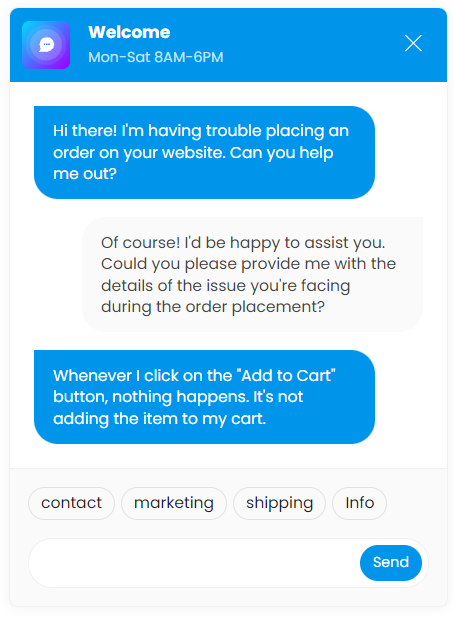 Welcome
Mon-Sat 8AM-6PM
Hi there! I'm having trouble placing an
order on your website. Can you help
me out?
Of course! I'd be happy to assist you.
Could you please provide me with the
details of the issue you're facing
during the order placement?
Whenever I click on the "Add to Cart"
button, nothing happens. It's not
adding the item to my cart.
contact marketing shipping Info
Send